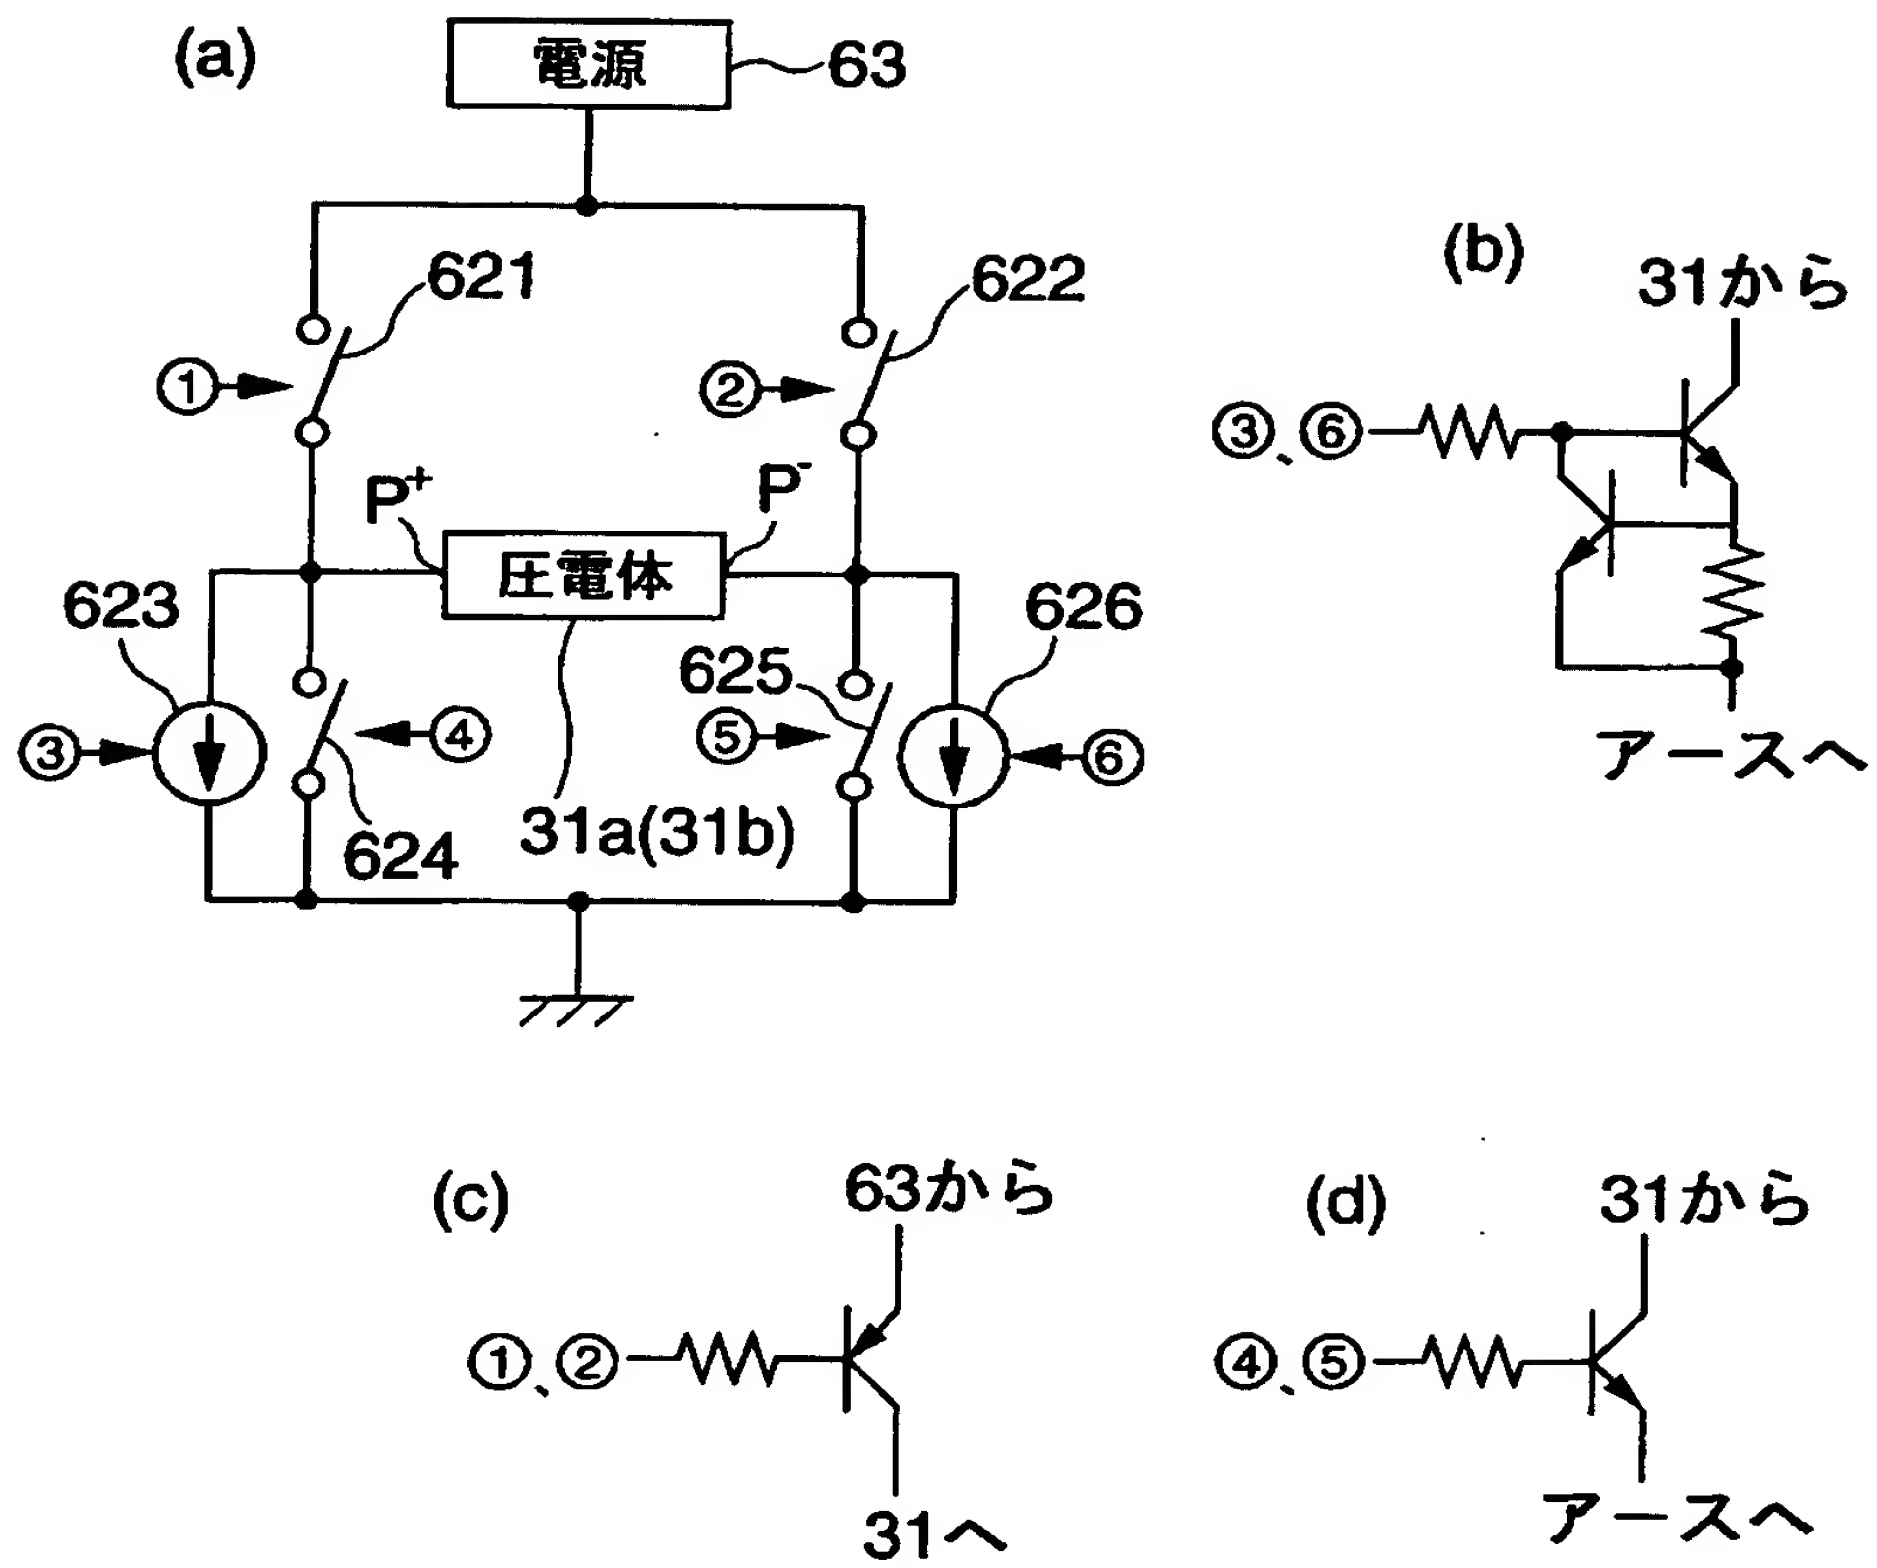 (a)
電源
63
621
622
①
②
P+
P-
圧電体
623
626
625
③
④
⑤
⑥
31a(31b)
624
(b)
31から
③、⑥
アースへ
(c)
63から
①、②
31へ
(d)
31から
④、⑤
アースへ